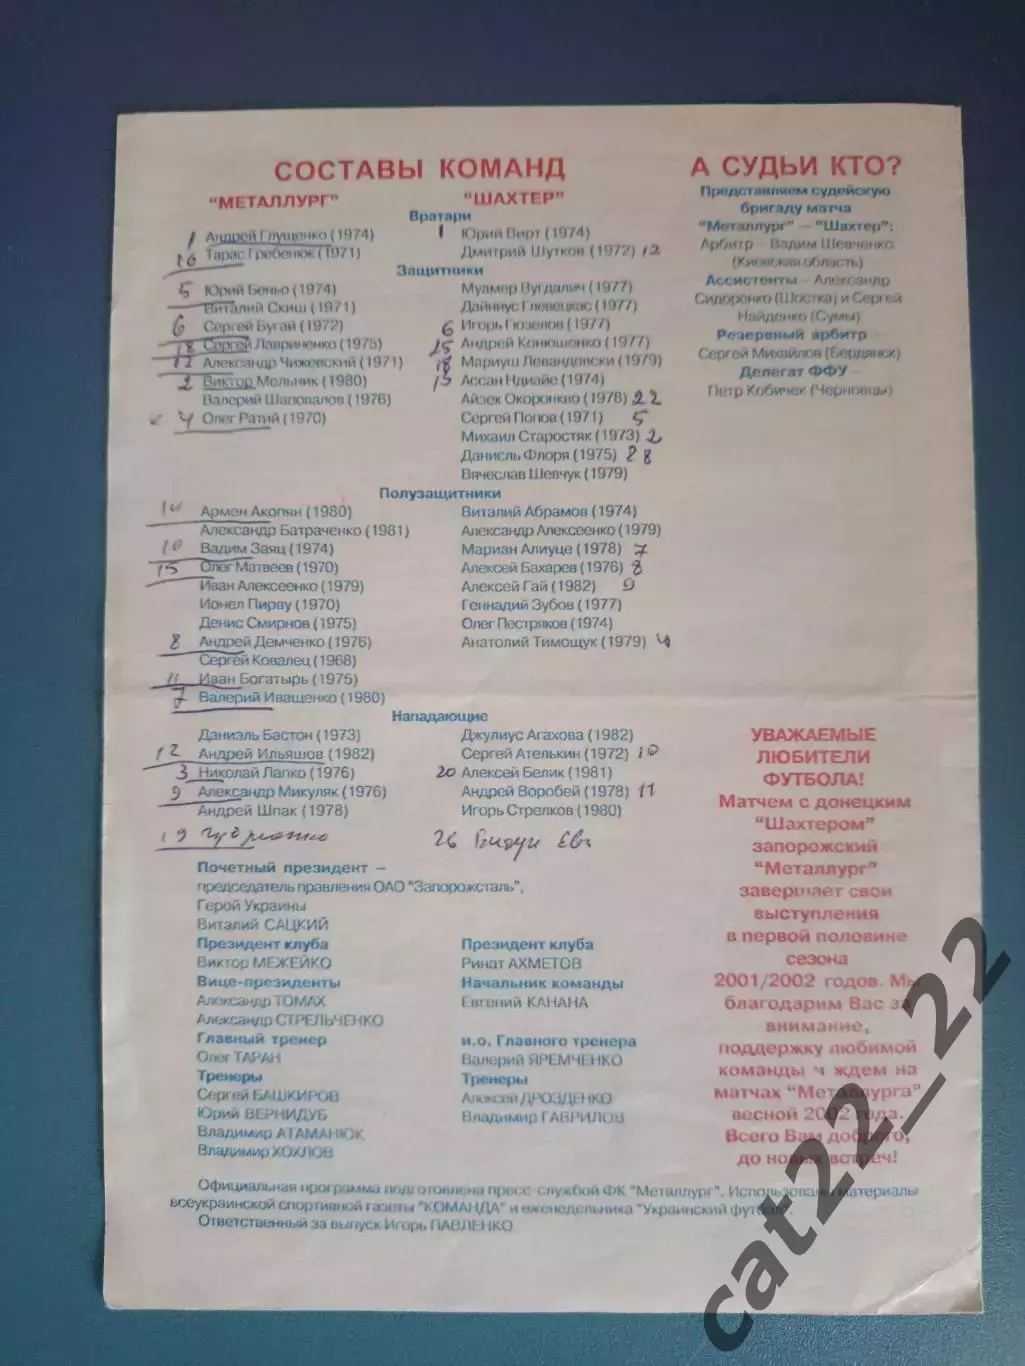 СОСТАВЫ КОМАНД
"МЕТАЛЛУРГ" "ШАХТЕР"
Вратари
1 Андрей Глущенко (1974) 1 Юрий Вирт (1974)
16 Тарас Гребенюк (1971) Дмитрий Шутков (1972) 12
Защитники
5 Юрий Беньо (1974) Муамер Вугдалич (1977)
Виталий Скиш (1971) Дайниус Глевецкас (1977)
6 Сергей Бугай (1972) 6 Игорь Гюзелов (1977)
18 Сергей Лавриненко (1975) 25 Андрей Конюшенко (1977)
17 Александр Чижевский (1971) 18 Мариуш Левандовски (1979)
2 Виктор Мельник (1980) 15 Ассан Ндиайе (1974)
Валерий Шаповалов (1976) Айзек Окоронкво (1978) 22
4 Олег Ратий (1970) Сергей Попов (1971) 5
Михаил Старостяк (1973) 2
Даниель Флоря (1975) 28
Вячеслав Шевчук (1979)
Полузащитники
14 Армен Акопян (1980) Виталий Абрамов (1974)
Александр Батраченко (1981) Александр Алексеенко (1979)
10 Вадим Заяц (1974) Мариан Алиуце (1978) 7
15 Олег Матвеев (1970) Алексей Бахарев (1976) 8
Иван Алексеенко (1979) Алексей Гай (1982) 9
Ионел Пирву (1970) Геннадий Зубов (1977)
Денис Смирнов (1975) Олег Пестряков (1974)
8 Андрей Демченко (1976) Анатолий Тимощук (1979) 4
Сергей Ковалец (1968)
11 Иван Богатырь (1975)
7 Валерий Иващенко (1980)
Нападающие
Даниэль Бастон (1973) Джулиус Агахова (1982)
12 Андрей Ильяшов (1982) Сергей Ателькин (1972) 10
3 Николай Лапко (1976) 20 Алексей Белик (1981)
9 Александр Микуляк (1976) Андрей Воробей (1978) 11
Андрей Шпак (1978) Игорь Стрелков (1980)
19 26
Почетный президент –
председатель правления ОАО "Запорожсталь",
Герой Украины
Виталий САЦКИЙ
Президент клуба Президент клуба
Виктор МЕЖЕЙКО Ринат АХМЕТОВ
Вице-президенты Начальник команды
Александр ТОМАХ Евгений КАНАНА
Александр СТРЕЛЬЧЕНКО
Главный тренер и.о. Главного тренера
Олег ТАРАН Валерий ЯРЕМЧЕНКО
Тренеры Тренеры
Сергей БАШКИРОВ Алексей ДРОЗДЕНКО
Юрий ВЕРНИДУБ Владимир ГАВРИЛОВ
Владимир АТАМАНЮК
Владимир ХОХЛОВ
А СУДЬИ КТО?
Представляем судейскую
бригаду матча
"Металлург" – "Шахтер":
Арбитр – Вадим Шевченко
(Киевская область)
Ассистенты – Александр
Сидоренко (Шостка) и Сергей
Найденко (Сумы)
Резервный арбитр –
Сергей Михайлов (Бердянск)
Делегат ФФУ –
Петр Кобичек (Черновцы)
УВАЖАЕМЫЕ
ЛЮБИТЕЛИ
ФУТБОЛА!
Матчем с донецким
"Шахтером"
запорожский
"Металлург"
завершает свои
выступления
в первой половине
сезона
2001/2002 годов. Мы
благодарим Вас за
внимание,
поддержку любимой
команды ч ждем на
матчах "Металлурга"
весной 2002 года.
Всего Вам доброго,
до новых встреч!
Официальная программа подготовлена пресс-службой ФК "Металлург". Использованы материалы
всеукраинской спортивной газеты "КОМАНДА" и еженедельника "Украинский футбол".
Ответственный за выпуск Игорь ПАВЛЕНКО
cat22_22